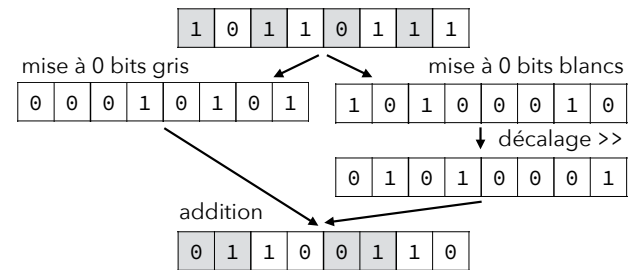 1 0 1 1 0 1 1 1
mise à 0 bits gris
mise à 0 bits blancs
0 0 0 1 0 1 0 1
1 0 1 0 0 0 1 0
décalage >>
0 1 0 1 0 0 0 1
addition
0 1 1 0 0 1 1 0